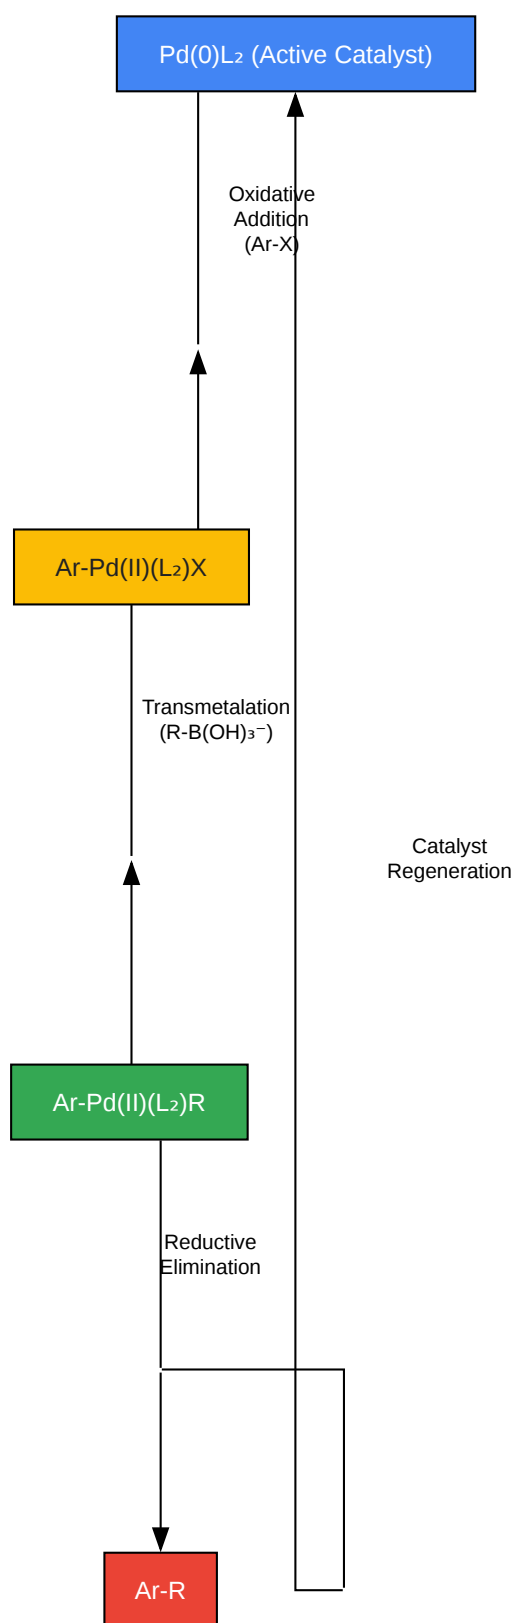 Pd(0)L₂ (Active Catalyst)
Oxidative
Addition
(Ar-X)
Ar-Pd(II)(L₂)X
Transmetalation
(R-B(OH)₃⁻)
Catalyst
Regeneration
Ar-Pd(II)(L₂)R
Reductive
Elimination
Ar-R